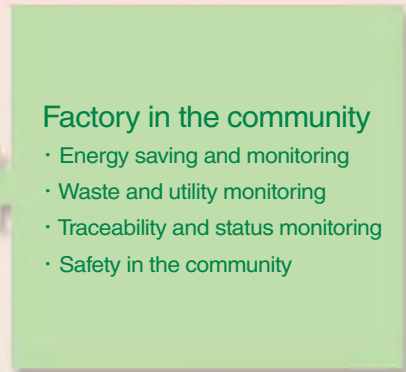 Factory in the community
・Energy saving and monitoring
・Waste and utility monitoring
・Traceability and status monitoring
・Safety in the community